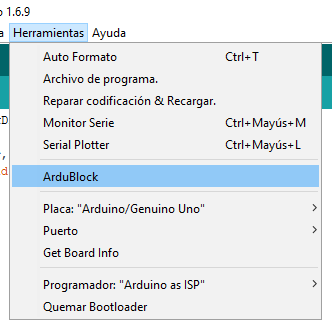 o 1.6.9
a Herramientas Ayuda
Auto Formato Ctrl+T
Archivo de programa.
Reparar codificación & Recargar.
Monitor Serie Ctrl+Mayús+M
Serial Plotter Ctrl+Mayús+L
ArduBlock
Placa: "Arduino/Genuino Uno"
Puerto
Get Board Info
Programador: "Arduino as ISP"
Quemar Bootloader